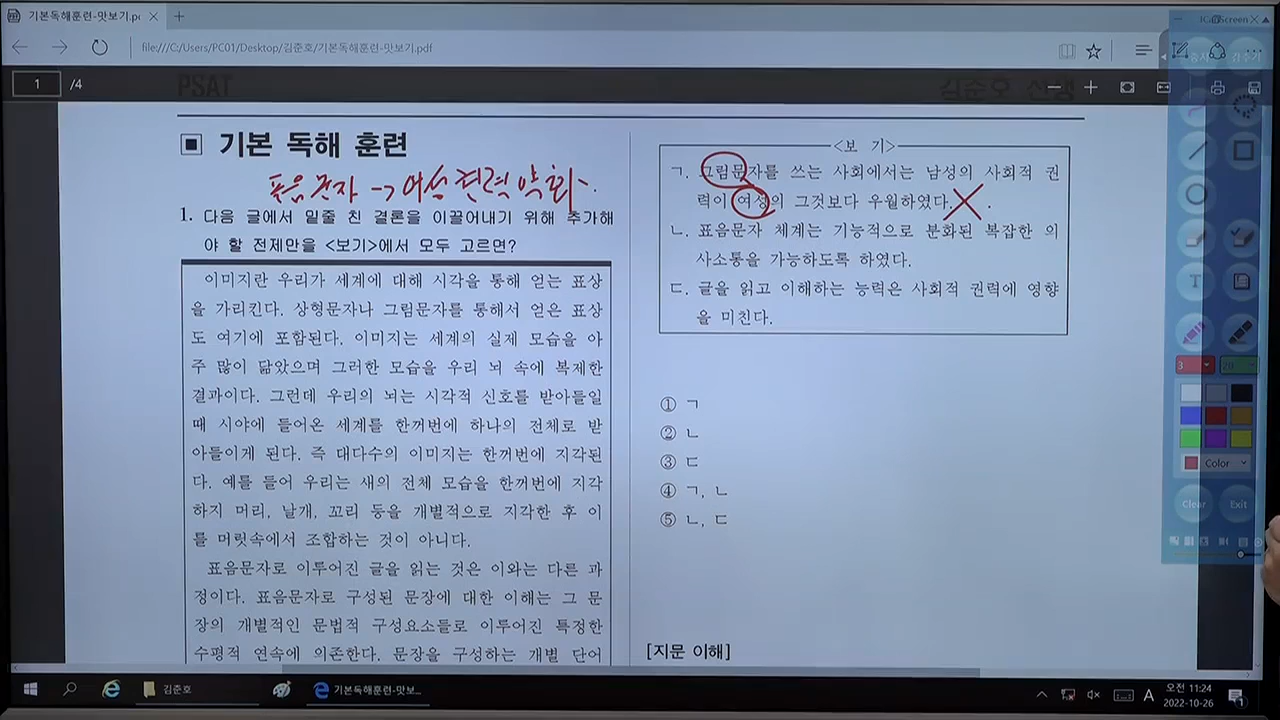 기본독해훈련-맛보기.pc
file:///C:/Users/PC01/Desktop/김준호/기본독해훈련-맛보기.pdf
1 /4
PSAT
김준호 선생
■ 기본 독해 훈련
표음문자 → 여성권력 약화.
1. 다음 글에서 밑줄 친 결론을 이끌어내기 위해 추가해
야 할 전제만을 <보기>에서 모두 고르면?
이미지란 우리가 세계에 대해 시각을 통해 얻는 표상
을 가리킨다. 상형문자나 그림문자를 통해서 얻은 표상
도 여기에 포함된다. 이미지는 세계의 실제 모습을 아
주 많이 닮았으며 그러한 모습을 우리 뇌 속에 복제한
결과이다. 그런데 우리의 뇌는 시각적 신호를 받아들일
때 시야에 들어온 세계를 한꺼번에 하나의 전체로 받
아들이게 된다. 즉 대다수의 이미지는 한꺼번에 지각된
다. 예를 들어 우리는 새의 전체 모습을 한꺼번에 지각
하지 머리, 날개, 꼬리 등을 개별적으로 지각한 후 이
를 머릿속에서 조합하는 것이 아니다.
표음문자로 이루어진 글을 읽는 것은 이와는 다른 과
정이다. 표음문자로 구성된 문장에 대한 이해는 그 문
장의 개별적인 문법적 구성요소들로 이루어진 특정한
수평적 연속에 의존한다. 문장을 구성하는 개별 단어
<보 기>
ㄱ. 그림문자를 쓰는 사회에서는 남성의 사회적 권
력이 여성의 그것보다 우월하였다.
ㄴ. 표음문자 체계는 기능적으로 분화된 복잡한 의
사소통을 가능하도록 하였다.
ㄷ. 글을 읽고 이해하는 능력은 사회적 권력에 영향
을 미친다.
① ㄱ
② ㄴ
③ ㄷ
④ ㄱ, ㄴ
⑤ ㄴ, ㄷ
[지문 이해]
T
3 20
Color
Clear Exit
김준호
기본독해훈련-맛보...
A
오전 11:24
2022-10-26
1